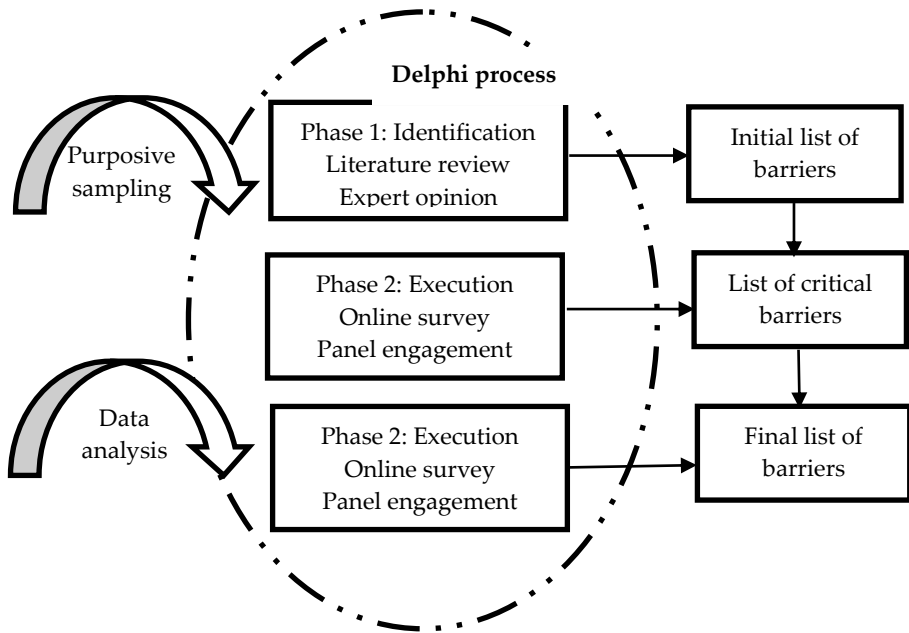 Delphi process
Purposive
sampling
Phase 1: Identification
Literature review
Expert opinion
Initial list of
barriers
Phase 2: Execution
Online survey
Panel engagement
List of critical
barriers
Data
analysis
Phase 2: Execution
Online survey
Panel engagement
Final list of
barriers